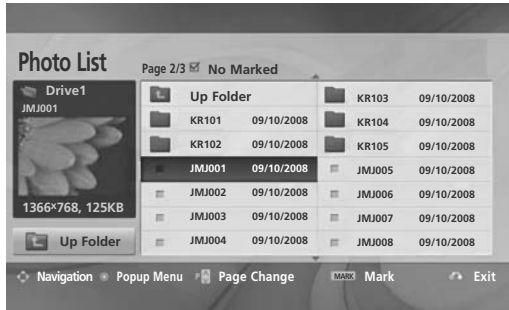 Photo List
Page 2/3 No Marked
Drive1
JMJ001
1366×768, 125KB
Up Folder
Up Folder
KR101 09/10/2008
KR102 09/10/2008
JMJ001 09/10/2008
JMJ002 09/10/2008
JMJ003 09/10/2008
JMJ004 09/10/2008
KR103 09/10/2008
KR104 09/10/2008
KR105 09/10/2008
JMJ005 09/10/2008
JMJ006 09/10/2008
JMJ007 09/10/2008
JMJ008 09/10/2008
Navigation Popup Menu P Page Change MARK Mark Exit